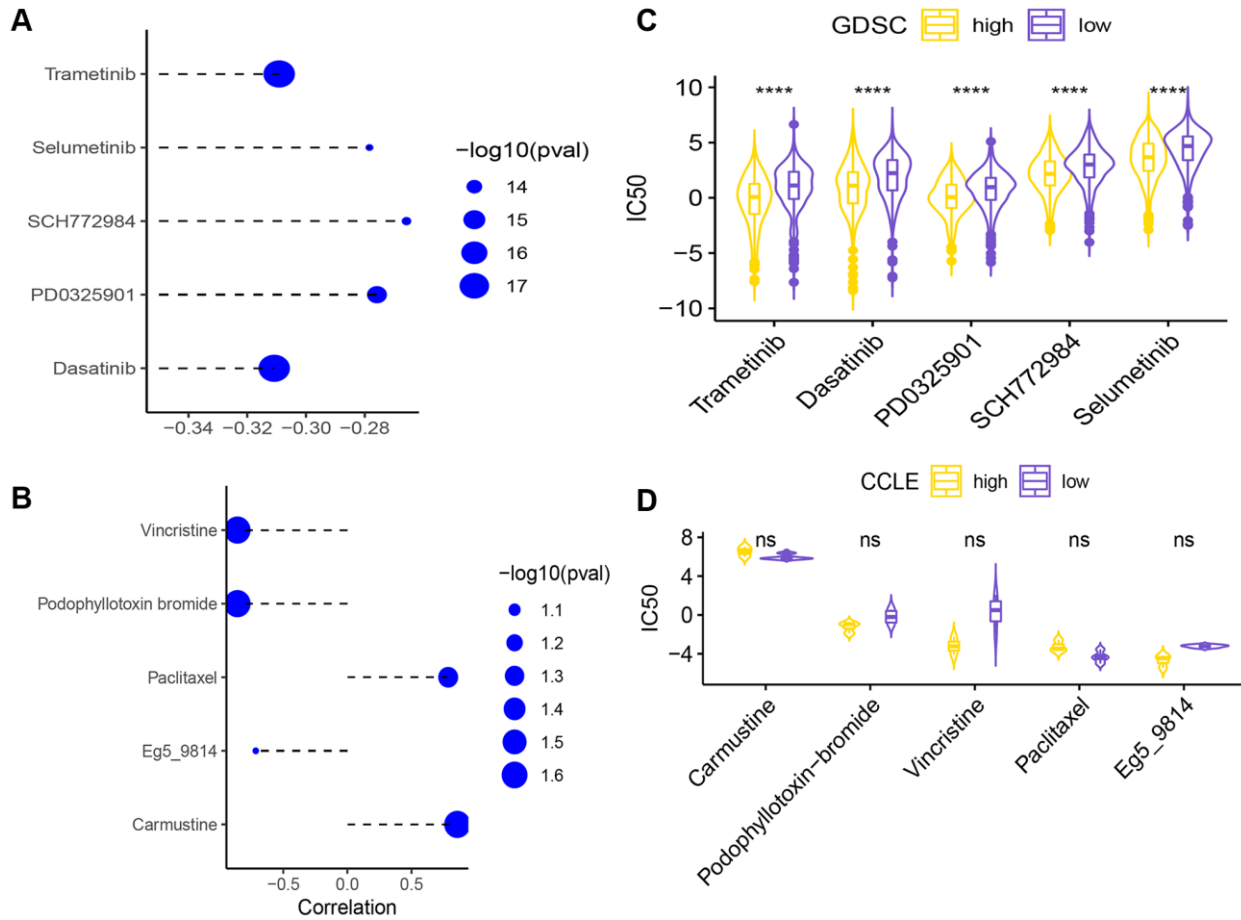 A
Trametinib
Selumetinib
SCH772984
PD0325901
Dasatinib
−0.34 −0.32 −0.30 −0.28
−log10(pval)
14
15
16
17
B
Vincristine
Podophyllotoxin bromide
Paclitaxel
Eg5_9814
Carmustine
−0.5 0.0 0.5
Correlation
−log10(pval)
1.1
1.2
1.3
1.4
1.5
1.6
C
GDSC high low
IC50
10
5
0
−5
−10
**** **** **** **** ****
Trametinib
Dasatinib
PD0325901
SCH772984
Selumetinib
D
CCLE high low
IC50
8
4
0
−4
ns ns ns ns ns
Carmustine
Podophyllotoxin−bromide
Vincristine
Paclitaxel
Eg5_9814